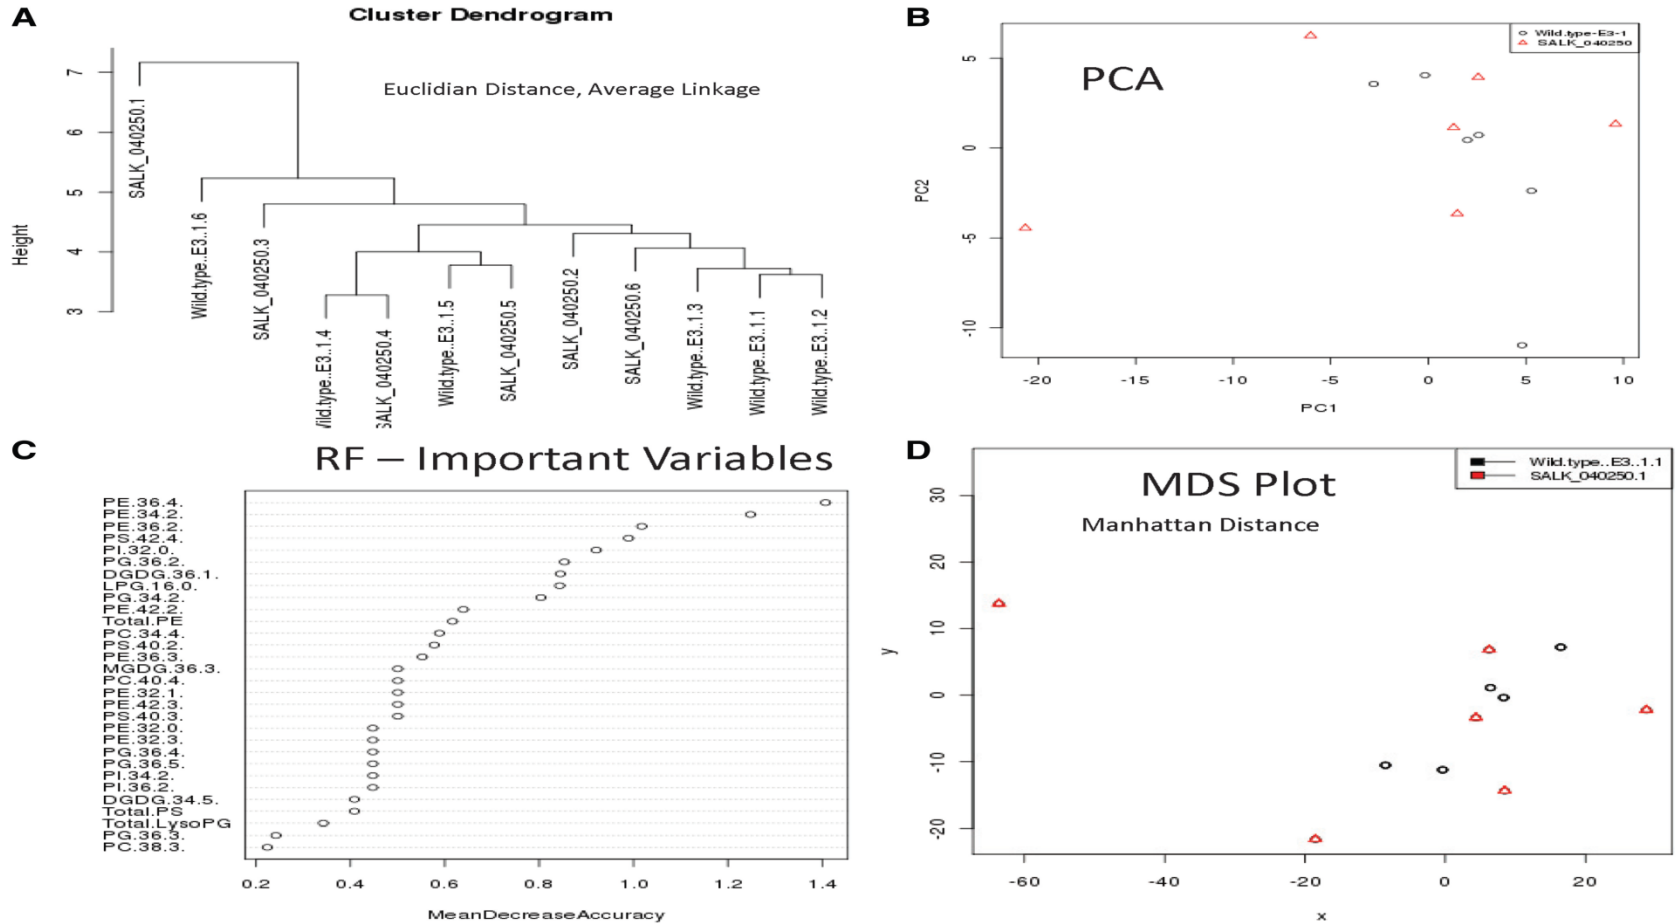 A
Cluster Dendrogram
Euclidian Distance, Average Linkage
Height
7
6
5
4
3
SALK_040250.1
Wild.type..E3..1.6
SALK_040250.3
Wild.type..E3..1.4
SALK_040250.4
Wild.type..E3..1.5
SALK_040250.5
SALK_040250.2
SALK_040250.6
Wild.type..E3..1.3
Wild.type..E3..1.1
Wild.type..E3..1.2
B
PCA
Wild.type-E3-1
SALK_040250
PC2
5
0
-5
-10
-20 -15 -10 -5 0 5 10
PC1
C
RF – Important Variables
PE.36.4.
PE.34.2.
PE.36.2.
PS.42.4.
PI.32.0.
PG.36.2.
DGDG.36.1.
LPG.16.0.
PG.34.2.
PE.42.2.
Total.PE
PC.34.4.
PS.40.2.
PE.36.3.
MGDG.36.3.
PC.40.4.
PE.32.1.
PE.42.3.
PS.40.3.
PE.32.0.
PE.32.3.
PG.36.4.
PG.36.5.
PI.34.2.
PI.36.2.
DGDG.34.5.
Total.PS
Total.LysoPG
PG.36.3.
PC.38.3.
0.2 0.4 0.6 0.8 1.0 1.2 1.4
MeanDecreaseAccuracy
D
MDS Plot
Manhattan Distance
Wild.type..E3..1.1
SALK_040250.1
y
30
20
10
0
-10
-20
-60 -40 -20 0 20
x